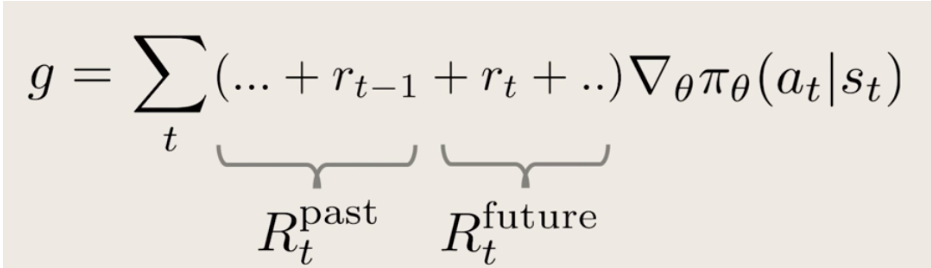 g = ∑_t (... + r_{t−1} + r_t + ..)∇_θ π_θ(a_t|s_t)
R_t^{past} R_t^{future}